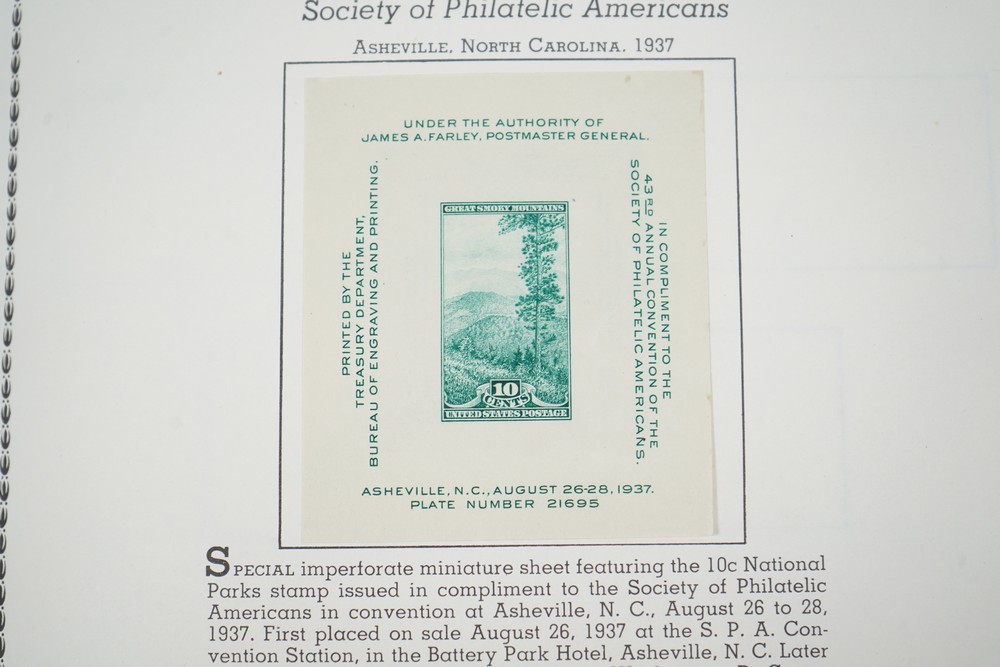 Society of Philatelic Americans
ASHEVILLE, NORTH CAROLINA. 1937
UNDER THE AUTHORITY OF
JAMES A. FARLEY, POSTMASTER GENERAL.
PRINTED BY THE
TREASURY DEPARTMENT,
BUREAU OF ENGRAVING AND PRINTING.
GREAT SMOKY MOUNTAINS
10
CENTS
UNITED STATES POSTAGE
IN COMPLIMENT TO THE
43RD ANNUAL CONVENTION OF THE
SOCIETY OF PHILATELIC AMERICANS.
ASHEVILLE, N.C., AUGUST 26-28, 1937.
PLATE NUMBER 21695
SPECIAL imperforate miniature sheet featuring the 10c National
Parks stamp issued in compliment to the Society of Philatelic
Americans in convention at Asheville, N. C., August 26 to 28,
1937. First placed on sale August 26, 1937 at the S. P. A. Con-
vention Station, in the Battery Park Hotel, Asheville, N. C. Later